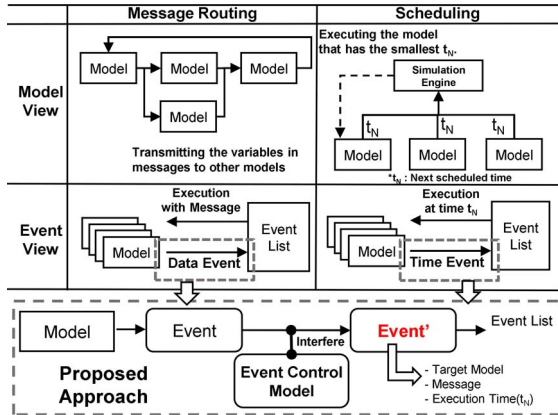 Message Routing
Scheduling
Model
View
Model
Model
Model
Model
Transmitting the variables in
messages to other models
Executing the model
that has the smallest tN.
Simulation
Engine
tN
tN
tN
Model
Model
Model
*tN : Next scheduled time
Event
View
Execution
with Message
Model
Data Event
Event
List
Execution
at time tN
Model
Time Event
Event
List
Model
Event
Interfere
Event’
Event List
Proposed
Approach
Event Control
Model
- Target Model
- Message
- Execution Time(tN)